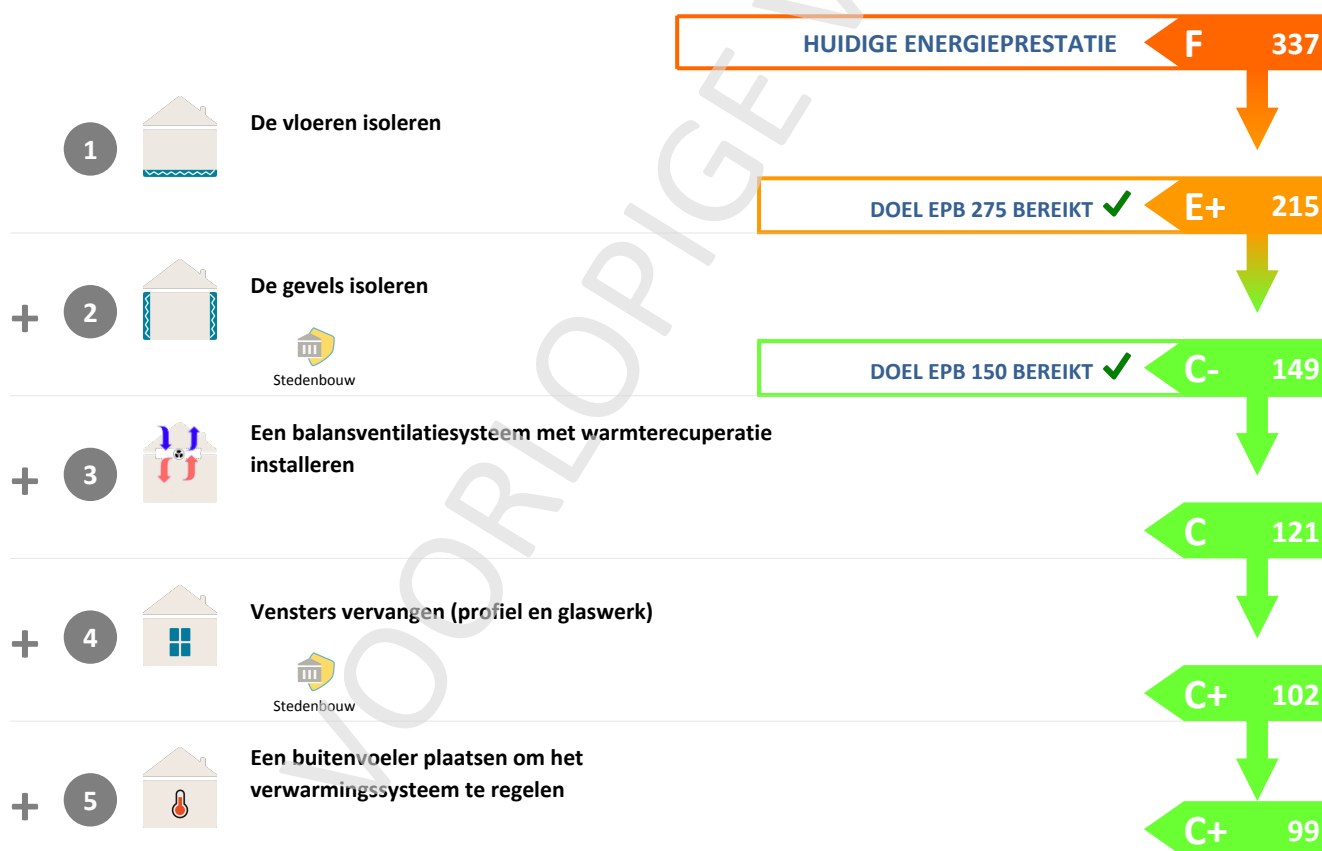 HUIDIGE ENERGIEPRESTATIE F 337
1 De vloeren isoleren
DOEL EPB 275 BEREIKT E+ 215
+ 2 De gevels isoleren
Stedenbouw
DOEL EPB 150 BEREIKT C- 149
Een balansventilatiesysteem met warmterecuperatie
+ 3 installeren
C 121
+ 4 Vensters vervangen (profiel en glaswerk)
Stedenbouw
C+ 102
Een buitenvoeler plaatsen om het
+ 5 verwarmingssysteem te regelen
C+ 99
VOORLOPIGE